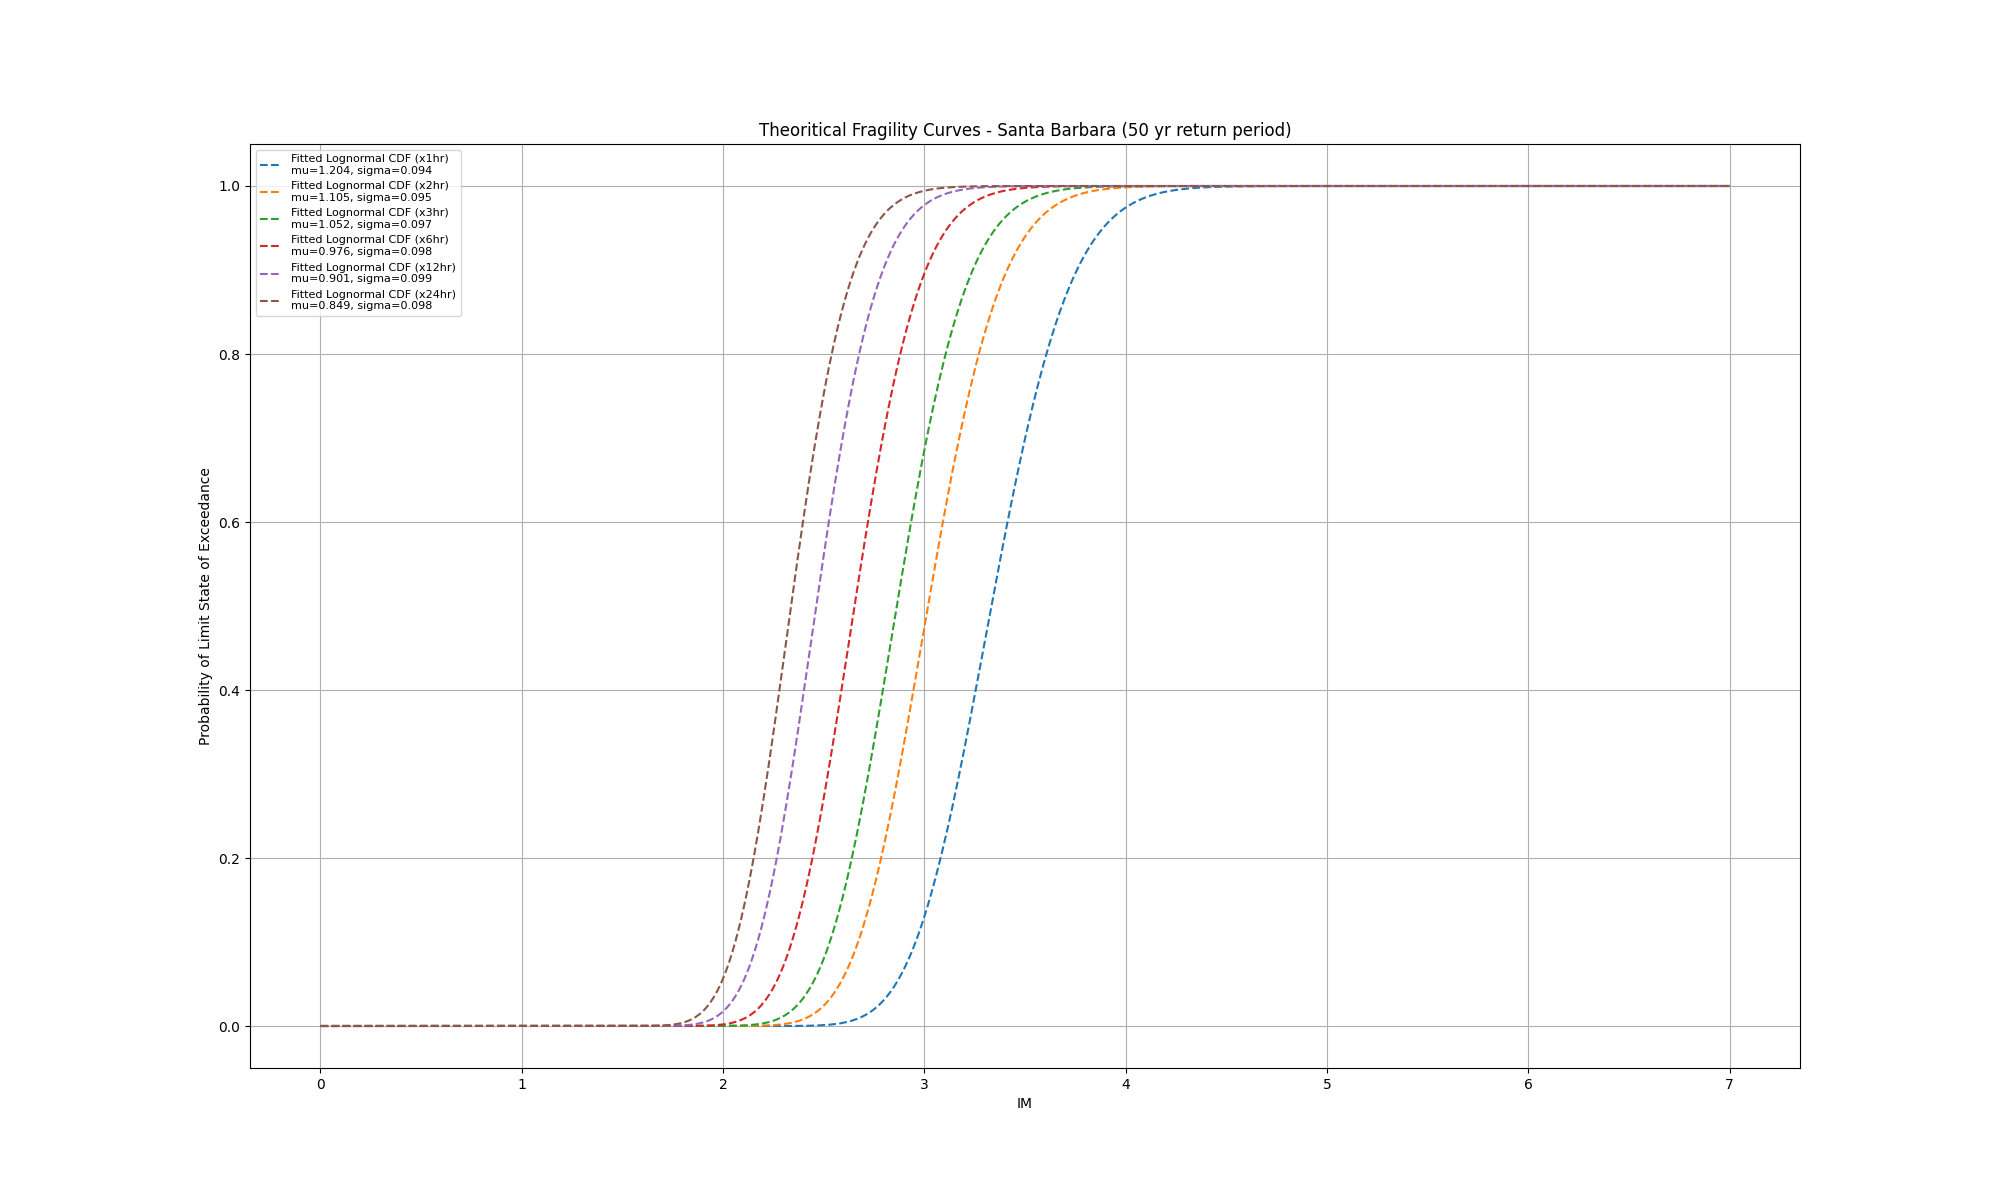 Theoritical Fragility Curves - Santa Barbara (50 yr return period)
Fitted Lognormal CDF (x1hr)
mu=1.204, sigma=0.094
Fitted Lognormal CDF (x2hr)
mu=1.105, sigma=0.095
Fitted Lognormal CDF (x3hr)
mu=1.052, sigma=0.097
Fitted Lognormal CDF (x6hr)
mu=0.976, sigma=0.098
Fitted Lognormal CDF (x12hr)
mu=0.901, sigma=0.099
Fitted Lognormal CDF (x24hr)
mu=0.849, sigma=0.098
Probability of Limit State of Exceedance
1.0
0.8
0.6
0.4
0.2
0.0
0 1 2 3 4 5 6 7
IM